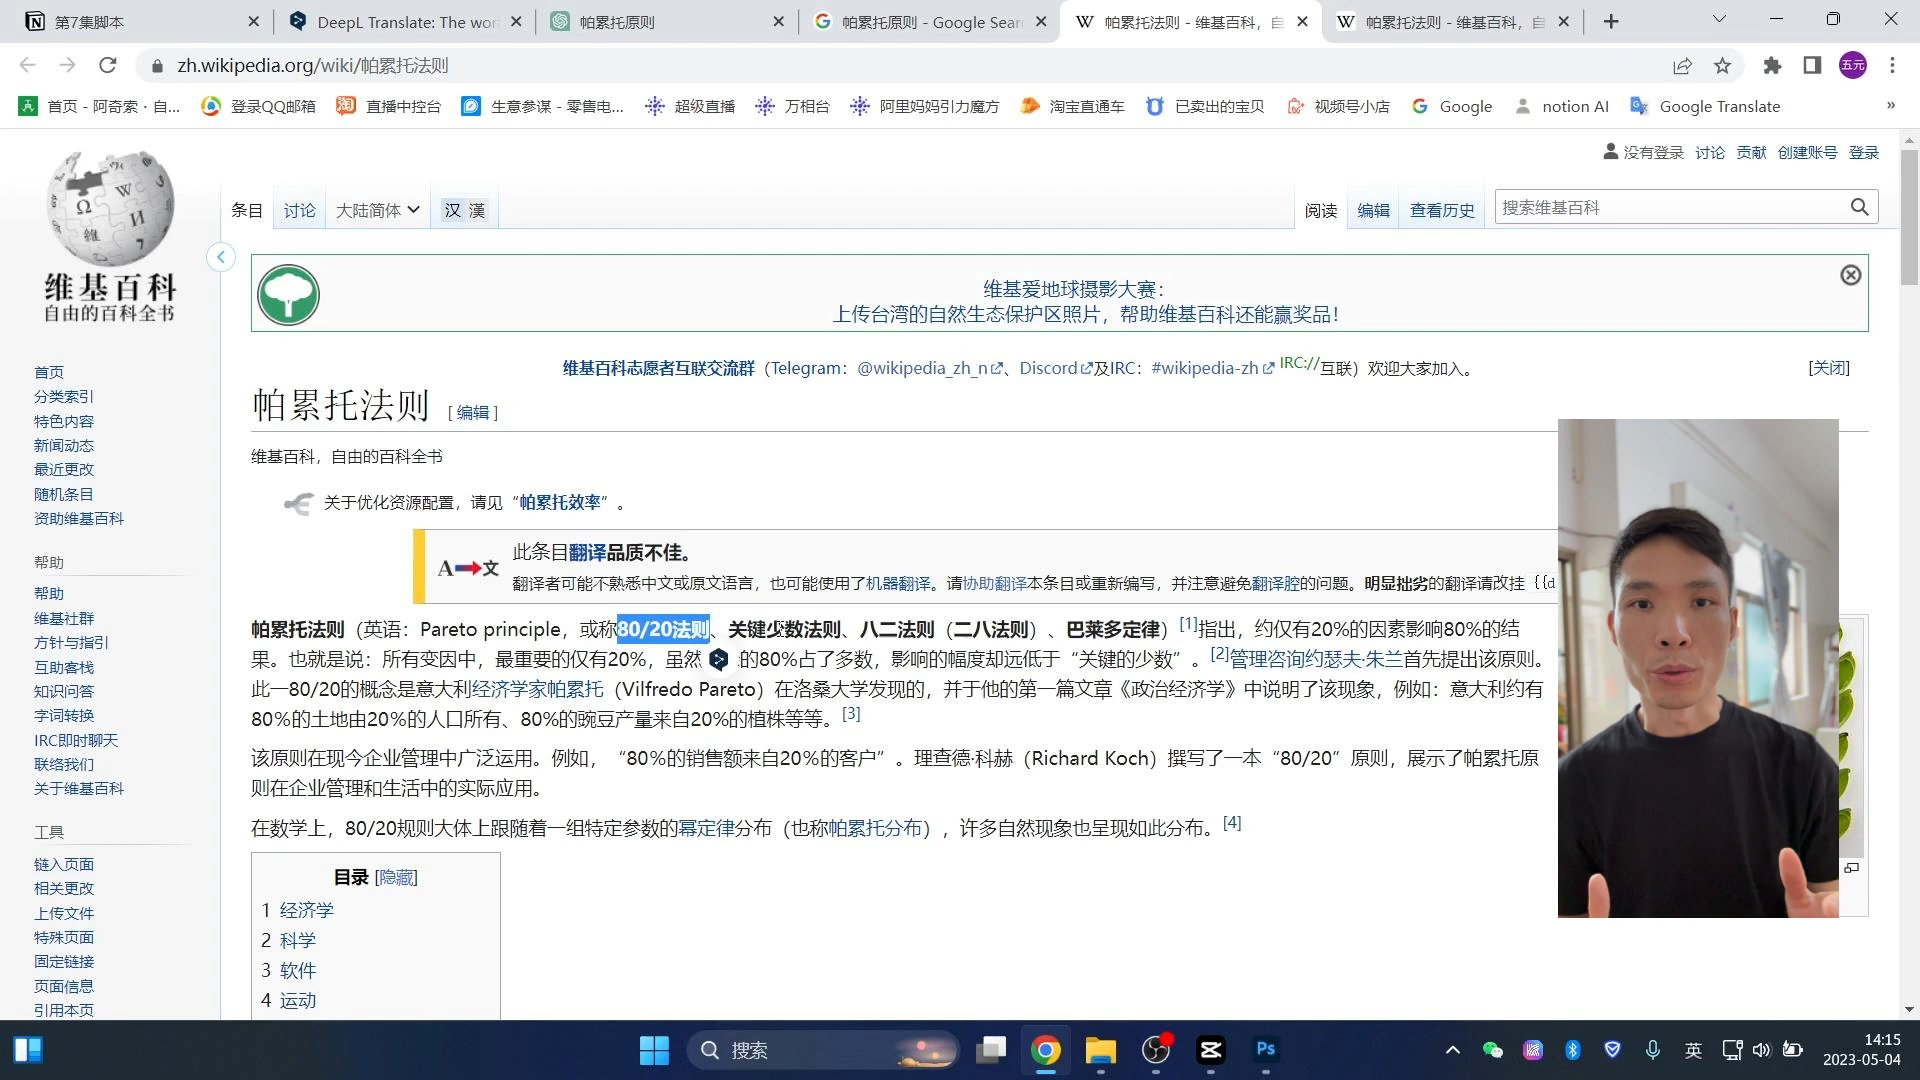 第7集脚本
DeepL Translate: The wor
帕累托原则
帕累托原则 - Google Sear
帕累托法则 - 维基百科，自
帕累托法则 - 维基百科，自
zh.wikipedia.org/wiki/帕累托法则
五元
首页 - 阿奇索 · 自...
登录QQ邮箱
直播中控台
生意参谋 - 零售电...
超级直播
万相台
阿里妈妈引力魔方
淘宝直通车
已卖出的宝贝
视频号小店
Google
notion AI
Google Translate
»
没有登录 讨论 贡献 创建账号 登录
条目 讨论 大陆简体 汉 漢
阅读 编辑 查看历史
搜索维基百科
维基百科
自由的百科全书
维基爱地球摄影大赛：
上传台湾的自然生态保护区照片，帮助维基百科还能赢奖品！
维基百科志愿者互联交流群（Telegram：@wikipedia_zh_n、Discord及IRC：#wikipedia-zh IRC://互联）欢迎大家加入。
[关闭]
帕累托法则 [ 编辑 ]
维基百科，自由的百科全书
关于优化资源配置，请见“帕累托效率”。
A 文
此条目翻译品质不佳。
翻译者可能不熟悉中文或原文语言，也可能使用了机器翻译。请协助翻译本条目或重新编写，并注意避免翻译腔的问题。明显拙劣的翻译请改挂 {{d
帕累托法则（英语：Pareto principle，或称80/20法则、关键少数法则、八二法则（二八法则）、巴莱多定律）[1]指出，约仅有20%的因素影响80%的结
果。也就是说：所有变因中，最重要的仅有20%，虽然 的80%占了多数，影响的幅度却远低于“关键的少数”。[2]管理咨询约瑟夫·朱兰首先提出该原则。
此一80/20的概念是意大利经济学家帕累托（Vilfredo Pareto）在洛桑大学发现的，并于他的第一篇文章《政治经济学》中说明了该现象，例如：意大利约有
80%的土地由20%的人口所有、80%的豌豆产量来自20%的植株等等。[3]
该原则在现今企业管理中广泛运用。例如，“80%的销售额来自20%的客户”。理查德·科赫（Richard Koch）撰写了一本“80/20”原则，展示了帕累托原
则在企业管理和生活中的实际应用。
在数学上，80/20规则大体上跟随着一组特定参数的幂定律分布（也称帕累托分布），许多自然现象也呈现如此分布。[4]
目录 [隐藏]
1 经济学
2 科学
3 软件
4 运动
首页
分类索引
特色内容
新闻动态
最近更改
随机条目
资助维基百科
帮助
帮助
维基社群
方针与指引
互助客栈
知识问答
字词转换
IRC即时聊天
联络我们
关于维基百科
工具
链入页面
相关更改
上传文件
特殊页面
固定链接
页面信息
引用本页
搜索
Ps
英
14:15
2023-05-04